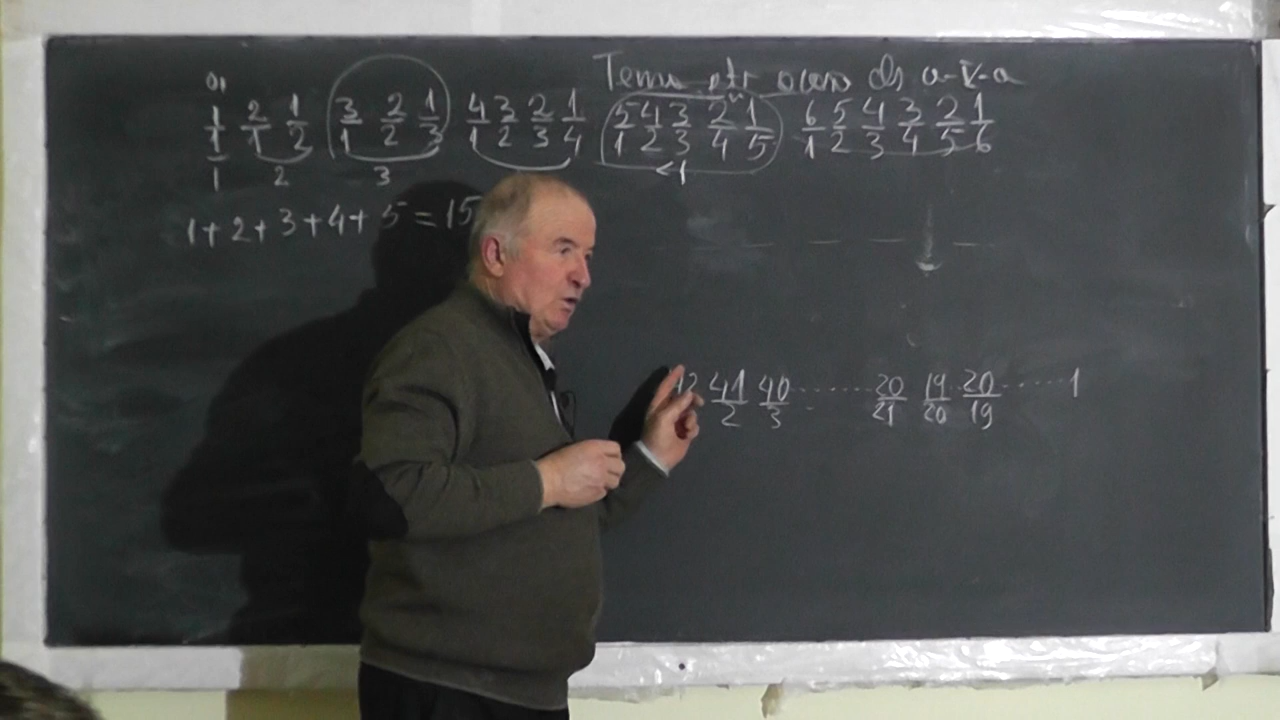 Tema ptr acasa ds a-V-a
1/1 2/1 1/2 3/1 2/2 1/3 4/1 3/2 2/3 1/4 5/1 4/2 3/3 2/4 1/5 6/1 5/2 4/3 3/4 2/5 1/6
1 2 3 <1
1+2+3+4+5=15
42 41/2 40/3 ........ 20/21 19/20 20/19 ..... 1